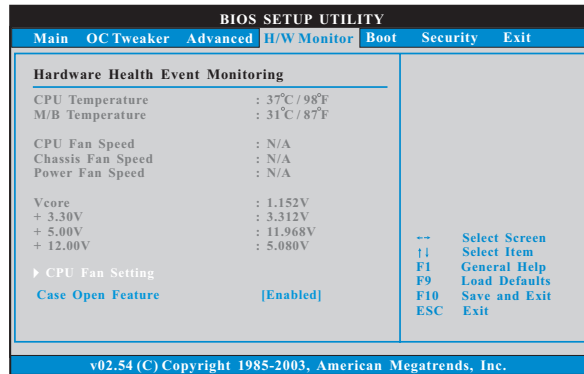 BIOS SETUP UTILITY
Main OC Tweaker Advanced H/W Monitor Boot Security Exit
Hardware Health Event Monitoring
CPU Temperature : 37°C / 98°F
M/B Temperature : 31°C / 87°F
CPU Fan Speed : N/A
Chassis Fan Speed : N/A
Power Fan Speed : N/A
Vcore : 1.152V
+ 3.30V : 3.312V
+ 5.00V : 11.968V
+ 12.00V : 5.080V
CPU Fan Setting
Case Open Feature [Enabled]
←→ Select Screen
↑↓ Select Item
F1 General Help
F9 Load Defaults
F10 Save and Exit
ESC Exit
v02.54 (C) Copyright 1985-2003, American Megatrends, Inc.